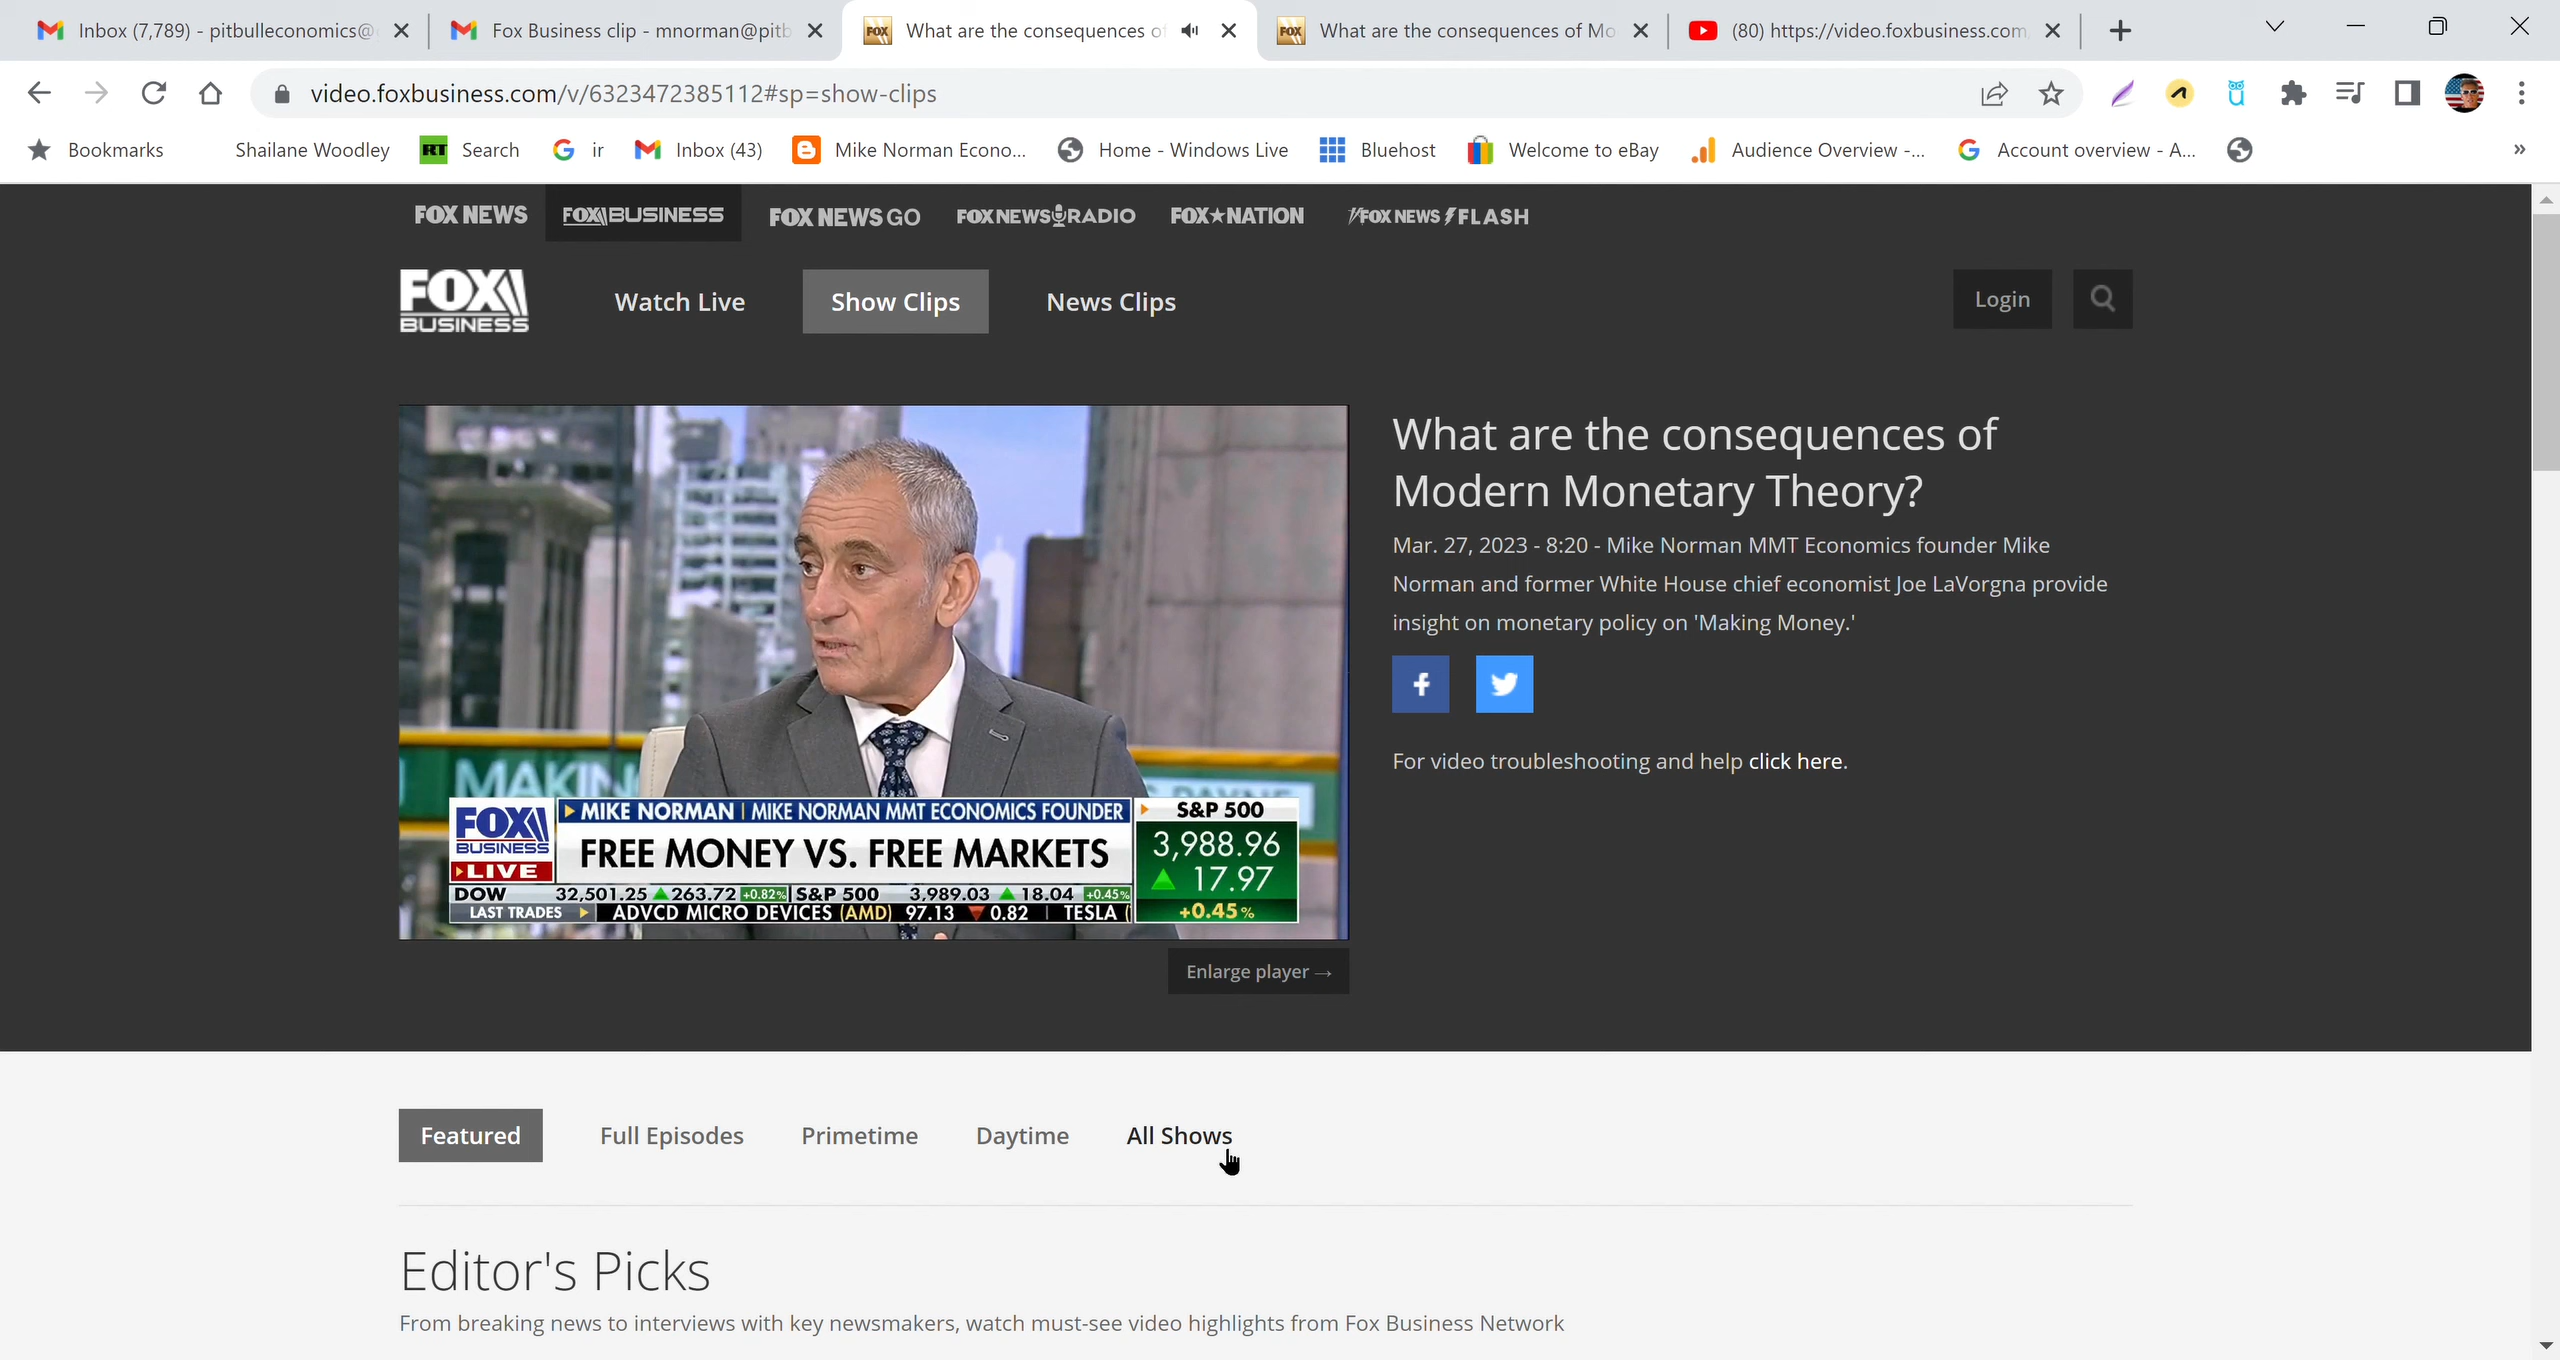 Inbox (7,789) - pitbulleconomics@
Fox Business clip - mnorman@pitb
FOX
What are the consequences of
FOX
What are the consequences of Mo
(80) https://video.foxbusiness.com
video.foxbusiness.com/v/6323472385112#sp=show-clips
Bookmarks
Shailane Woodley
RT
Search
ir
Inbox (43)
Mike Norman Econo...
Home - Windows Live
Bluehost
Welcome to eBay
Audience Overview -...
Account overview - A...
»
FOX NEWS
FOX BUSINESS
FOX NEWS GO
FOX NEWS RADIO
FOX★NATION
FOX NEWS FLASH
FOX
BUSINESS
Watch Live
Show Clips
News Clips
Login
What are the consequences of
Modern Monetary Theory?
Mar. 27, 2023 - 8:20 - Mike Norman MMT Economics founder Mike
Norman and former White House chief economist Joe LaVorgna provide
insight on monetary policy on 'Making Money.'
For video troubleshooting and help click here.
MAKIN
PAYNE
FOX
BUSINESS
LIVE
MIKE NORMAN | MIKE NORMAN MMT ECONOMICS FOUNDER
FREE MONEY VS. FREE MARKETS
S&P 500
3,988.96
▲ 17.97
+0.45%
DOW 32,501.25 ▲ 263.72 +0.82% S&P 500 3,989.03 ▲ 18.04 +0.45%
LAST TRADES ADVCD MICRO DEVICES (AMD) 97.13 ▼ 0.82 | TESLA (
Enlarge player →
Featured
Full Episodes
Primetime
Daytime
All Shows
Editor's Picks
From breaking news to interviews with key newsmakers, watch must-see video highlights from Fox Business Network